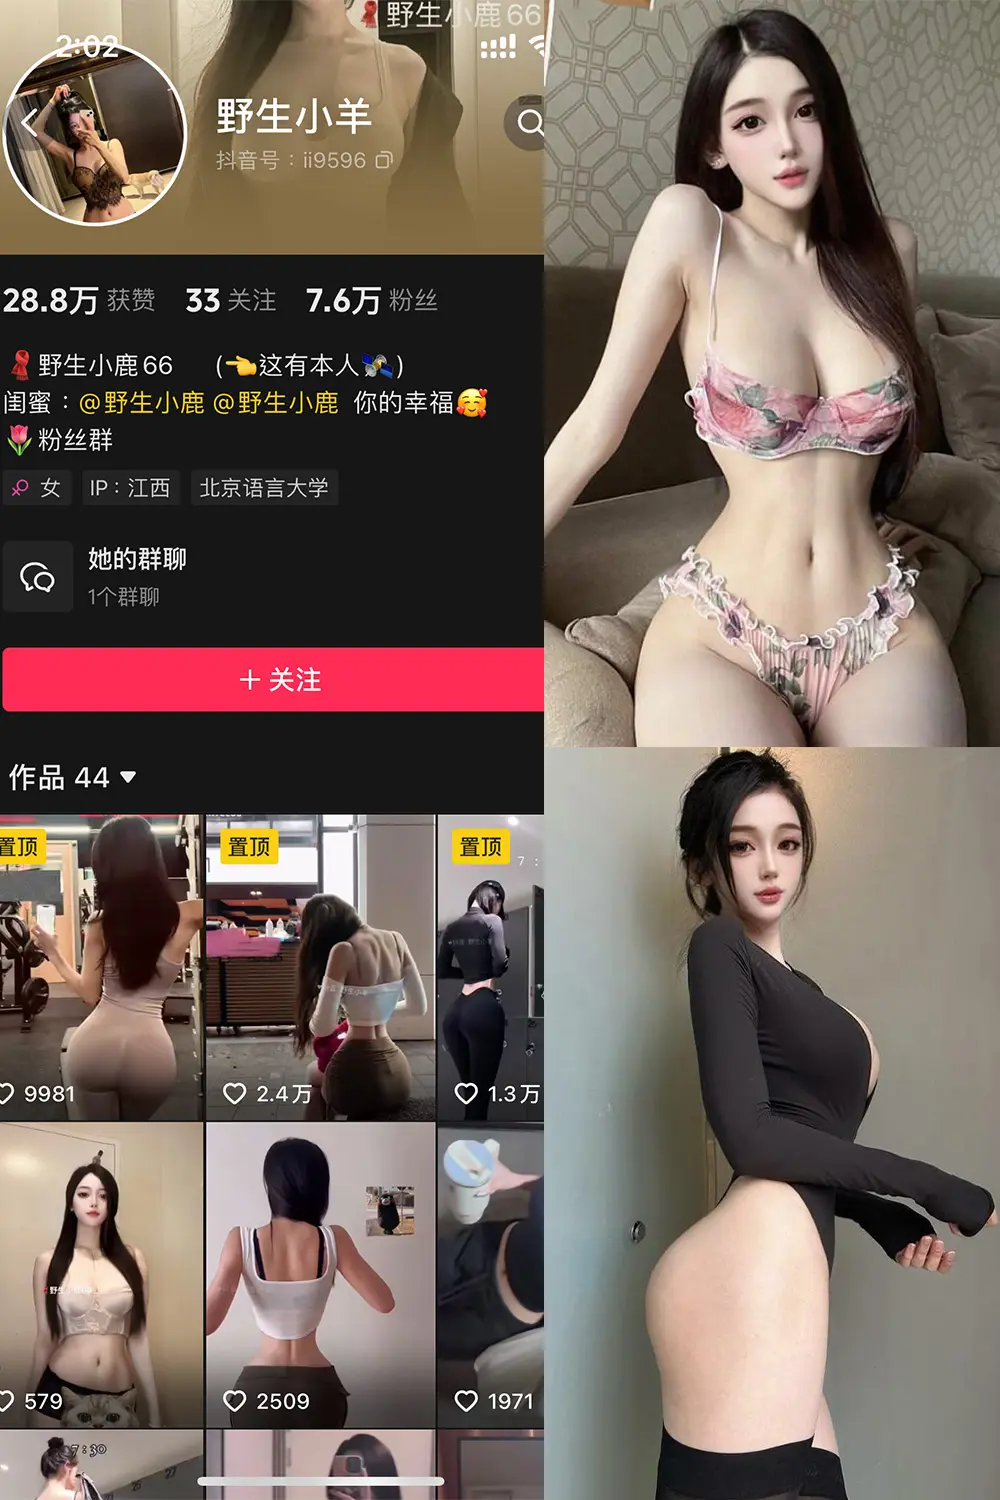 野生小鹿66
2:02
野生小羊
抖音号：ii9596
28.8万 获赞 33 关注 7.6万 粉丝
野生小鹿66 (👈这有本人🛰️)
闺蜜：@野生小鹿 @野生小鹿 你的幸福🥰
🌷粉丝群
女 IP：江西 北京语言大学
她的群聊
1个群聊
+ 关注
作品 44
置顶 置顶 置顶
9981 2.4万 1.3万
579 2509 1971
7:30